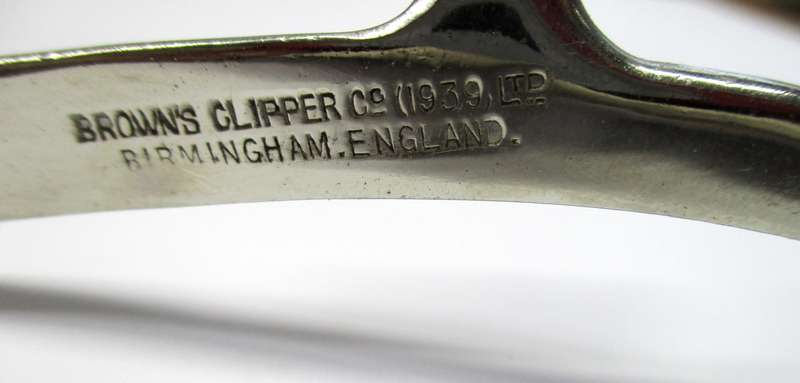 BROWN'S CLIPPER Co (1939) LTD
BIRMINGHAM. ENGLAND.